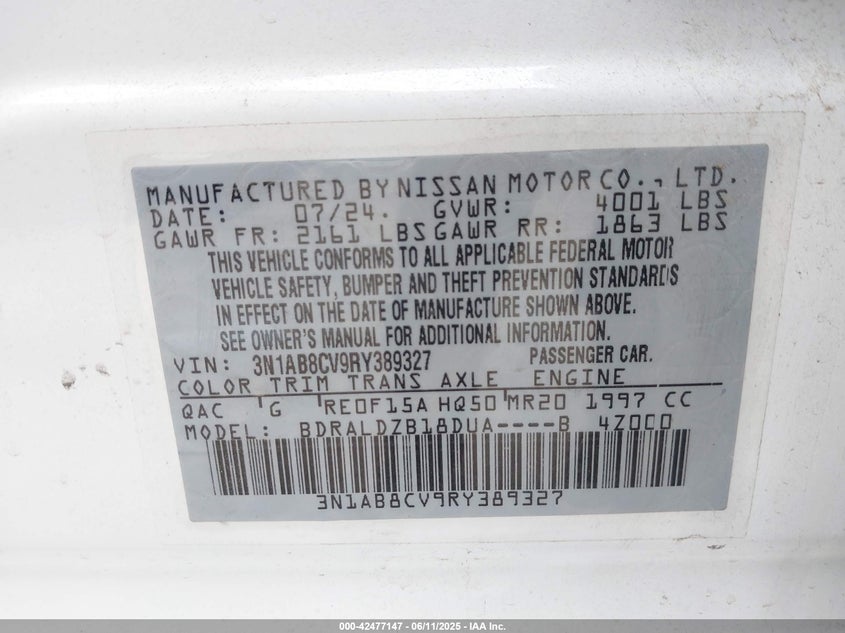 MANUFACTURED BY NISSAN MOTOR CO., LTD.
DATE: 07/24. GVWR: 4001 LBS
GAWR FR: 2161 LBS GAWR RR: 1863 LBS
THIS VEHICLE CONFORMS TO ALL APPLICABLE FEDERAL MOTOR
VEHICLE SAFETY, BUMPER AND THEFT PREVENTION STANDARDS
IN EFFECT ON THE DATE OF MANUFACTURE SHOWN ABOVE.
SEE OWNER'S MANUAL FOR ADDITIONAL INFORMATION.
VIN: 3N1AB8CV9RY389327 PASSENGER CAR.
COLOR TRIM TRANS AXLE ENGINE
QAC G RE0F15A HQ50 MR20 1997 CC
MODEL: BDRALDZB18DUA----B 4Z000
3N1AB8CV9RY389327
000-42477147 - 06/11/2025 - IAA Inc.